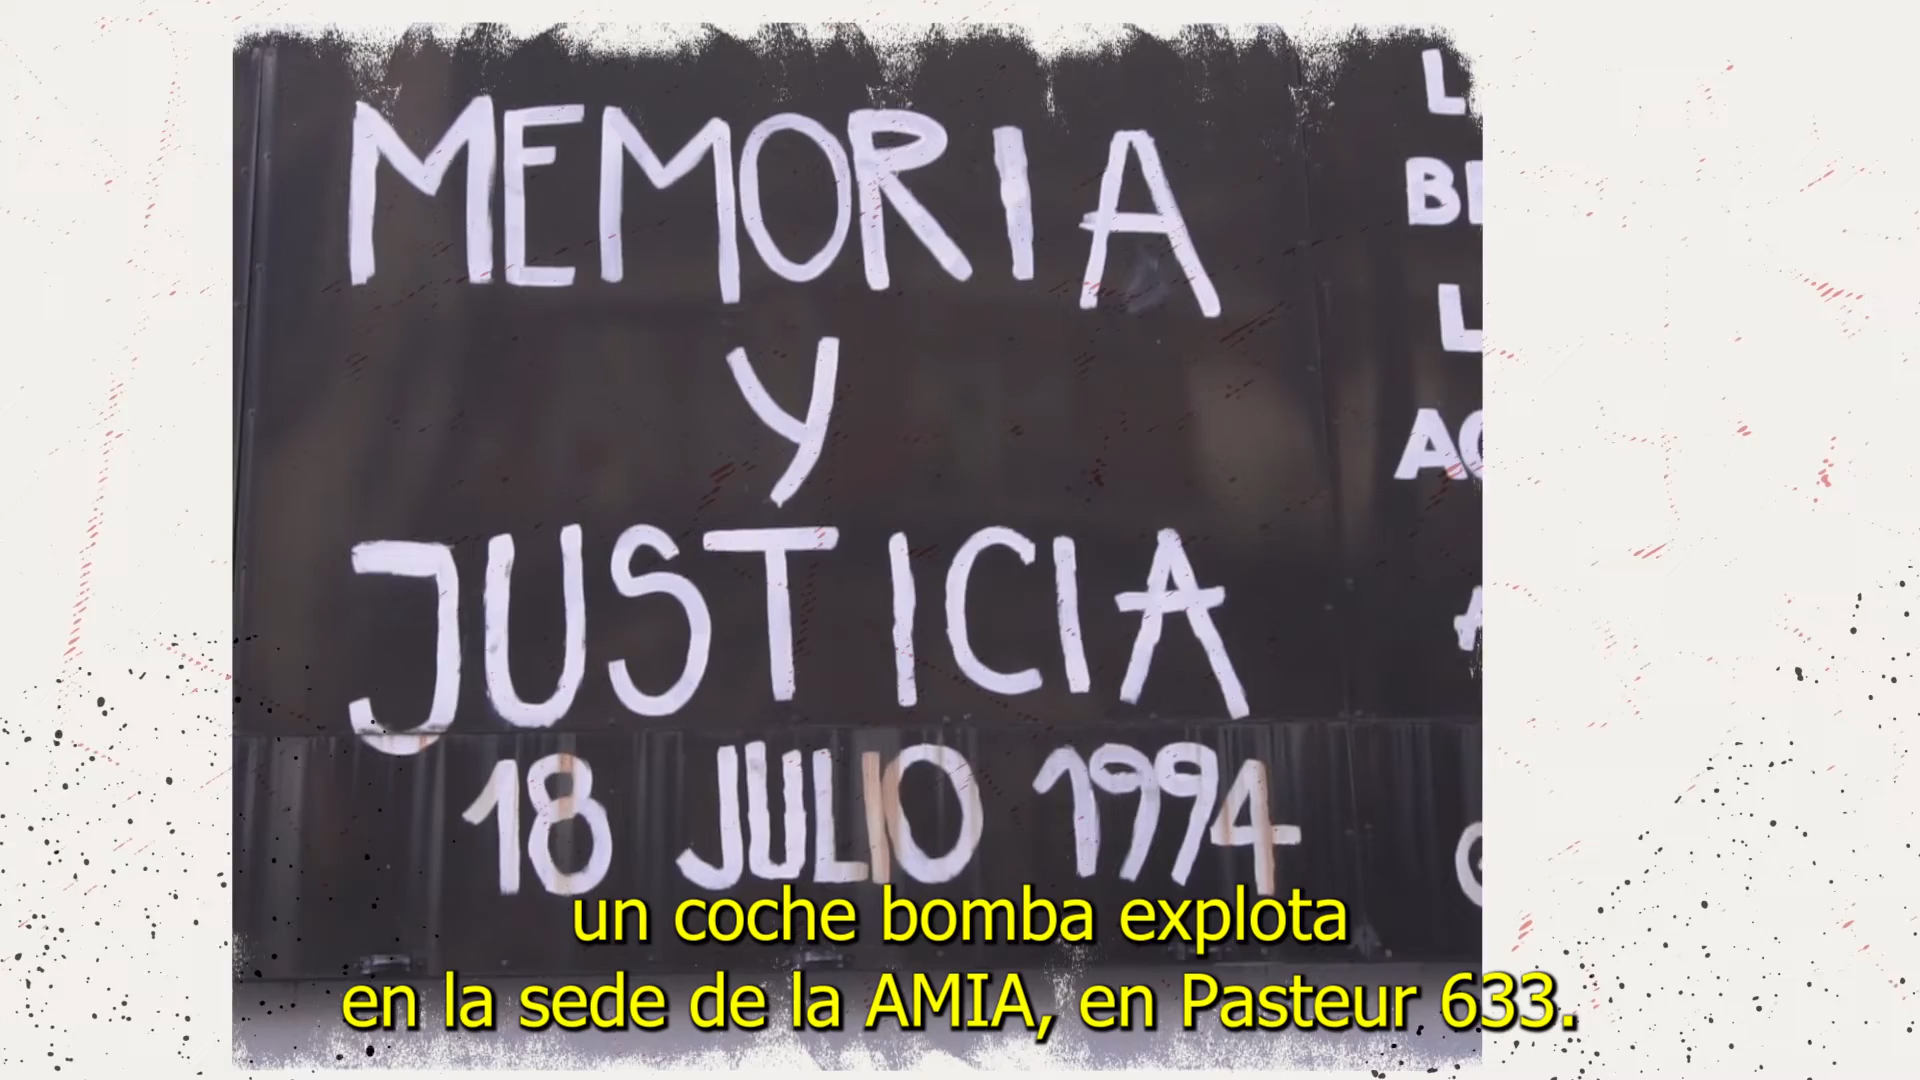 MEMORIA
Y
JUSTICIA
18 JULIO 1994
un coche bomba explota
en la sede de la AMIA, en Pasteur 633.